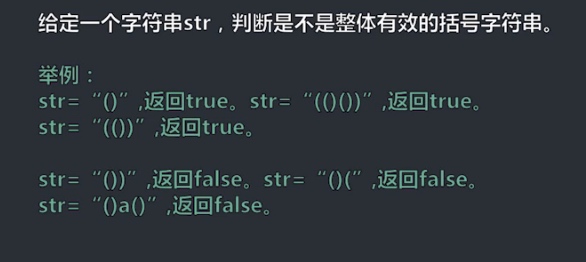 给定一个字符串str，判断是不是整体有效的括号字符串。
举例：
str=“()”,返回true。str=“(()())”,返回true。
str=“(())”,返回true。
str=“())”,返回false。str=“()(”,返回false。
str=“()a()”,返回false。